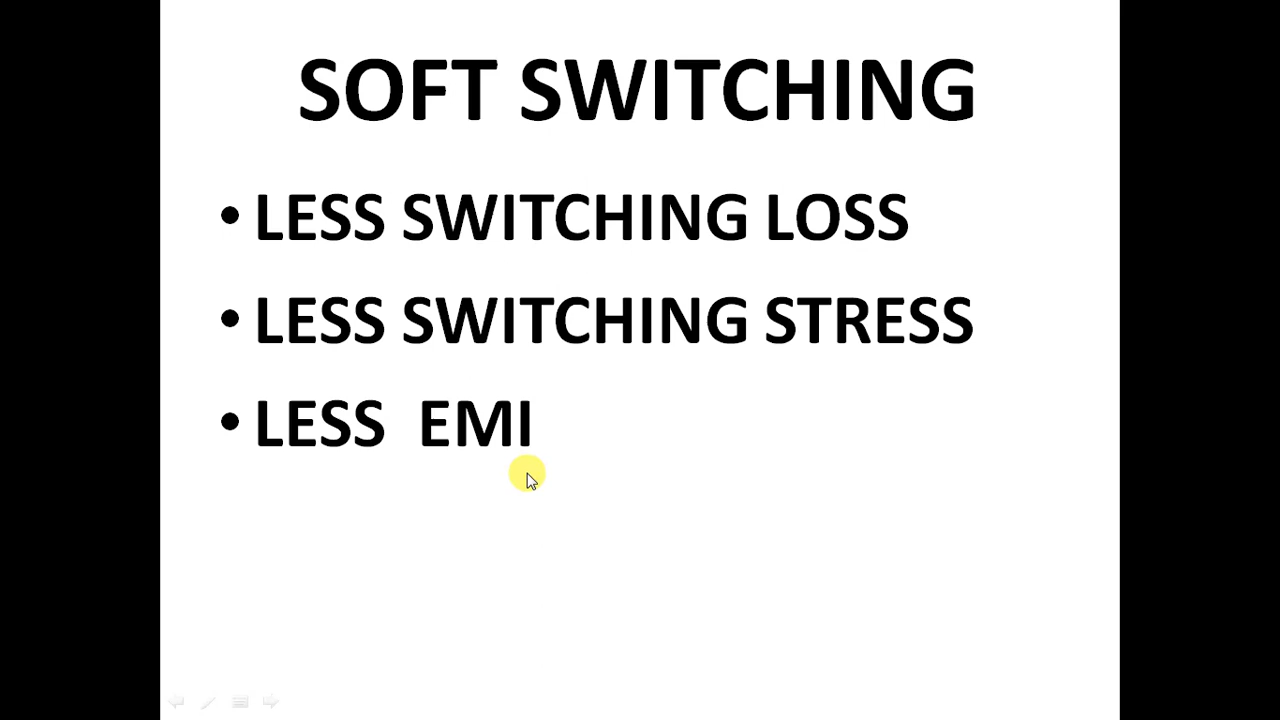 SOFT SWITCHING
• LESS SWITCHING LOSS
• LESS SWITCHING STRESS
• LESS  EMI